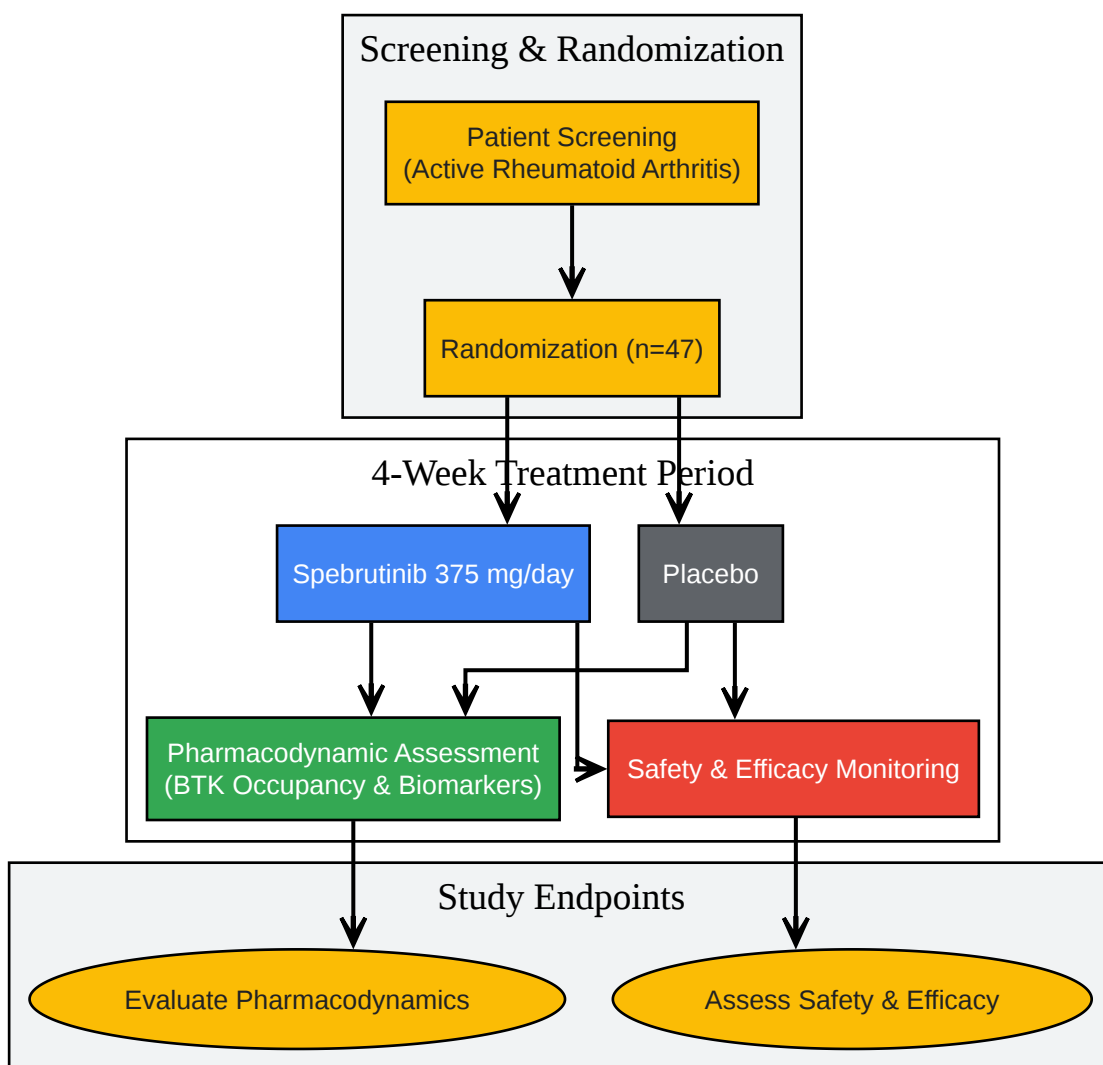 Screening & Randomization
Patient Screening
(Active Rheumatoid Arthritis)
Randomization (n=47)
4-Week Treatment Period
Spebrutinib 375 mg/day
Placebo
Pharmacodynamic Assessment
(BTK Occupancy & Biomarkers)
Safety & Efficacy Monitoring
Study Endpoints
Evaluate Pharmacodynamics
Assess Safety & Efficacy